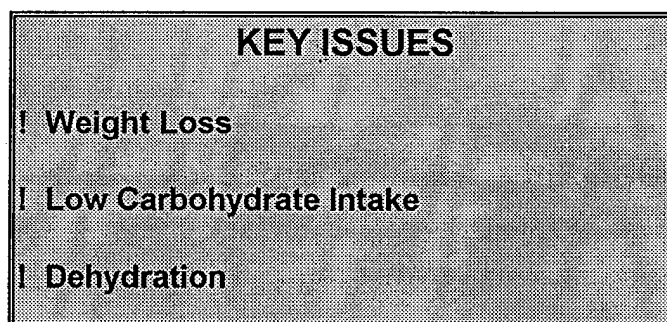 KEY ISSUES
! Weight Loss
! Low Carbohydrate Intake
! Dehydration